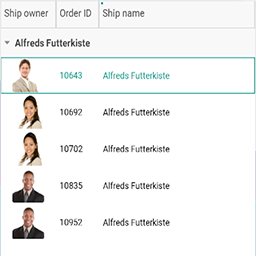 Ship owner Order ID Ship name
Alfreds Futterkiste
10643 Alfreds Futterkiste
10692 Alfreds Futterkiste
10702 Alfreds Futterkiste
10835 Alfreds Futterkiste
10952 Alfreds Futterkiste